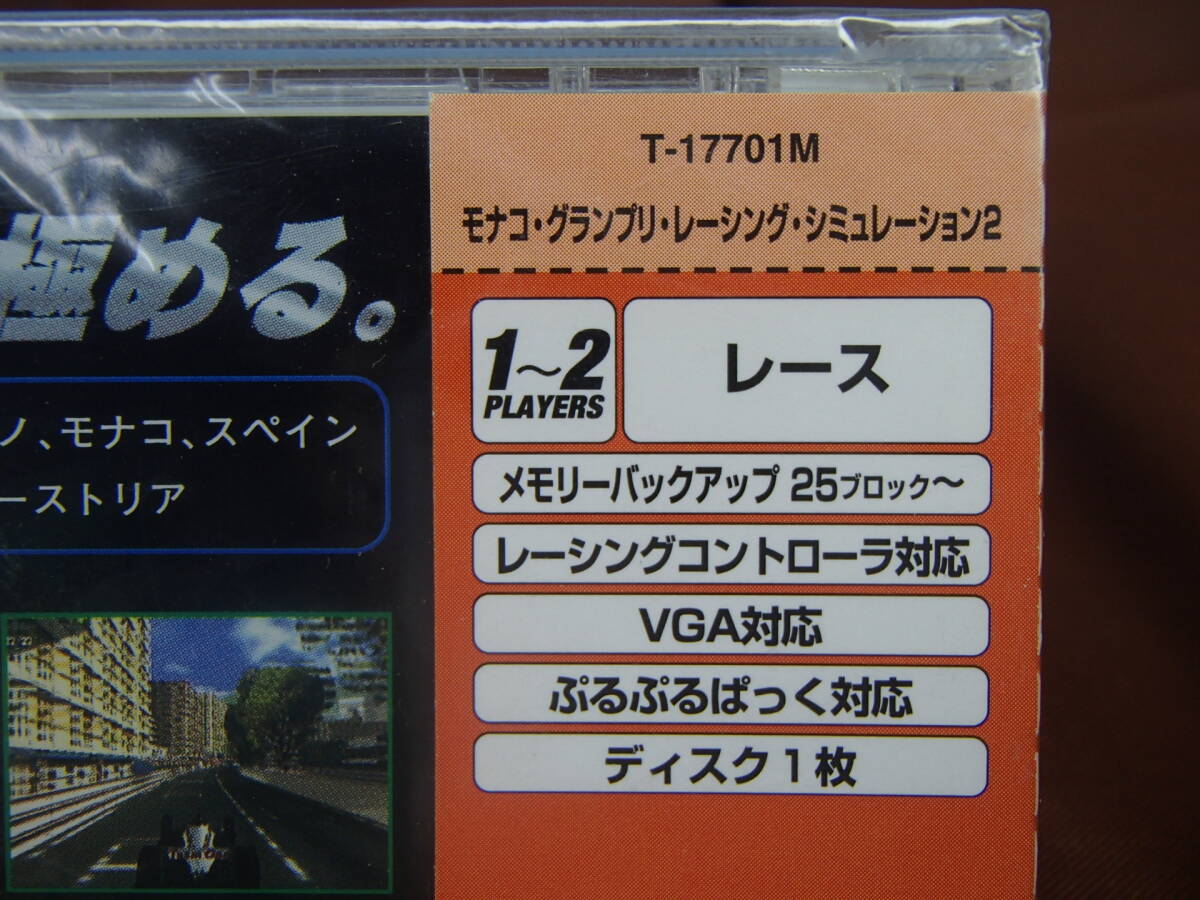 T-17701M
モナコ・グランプリ・レーシング・シミュレーション2
極める。
1～2
PLAYERS
レース
ノ、モナコ、スペイン
ーストリア
メモリーバックアップ 25ブロック～
レーシングコントローラ対応
VGA対応
ぷるぷるぱっく対応
ディスク1枚